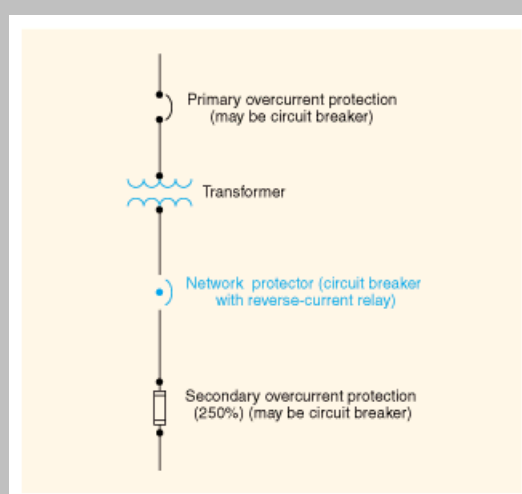 Primary overcurrent protection
(may be circuit breaker)
Transformer
Network protector (circuit breaker
with reverse-current relay)
Secondary overcurrent protection
(250%) (may be circuit breaker)